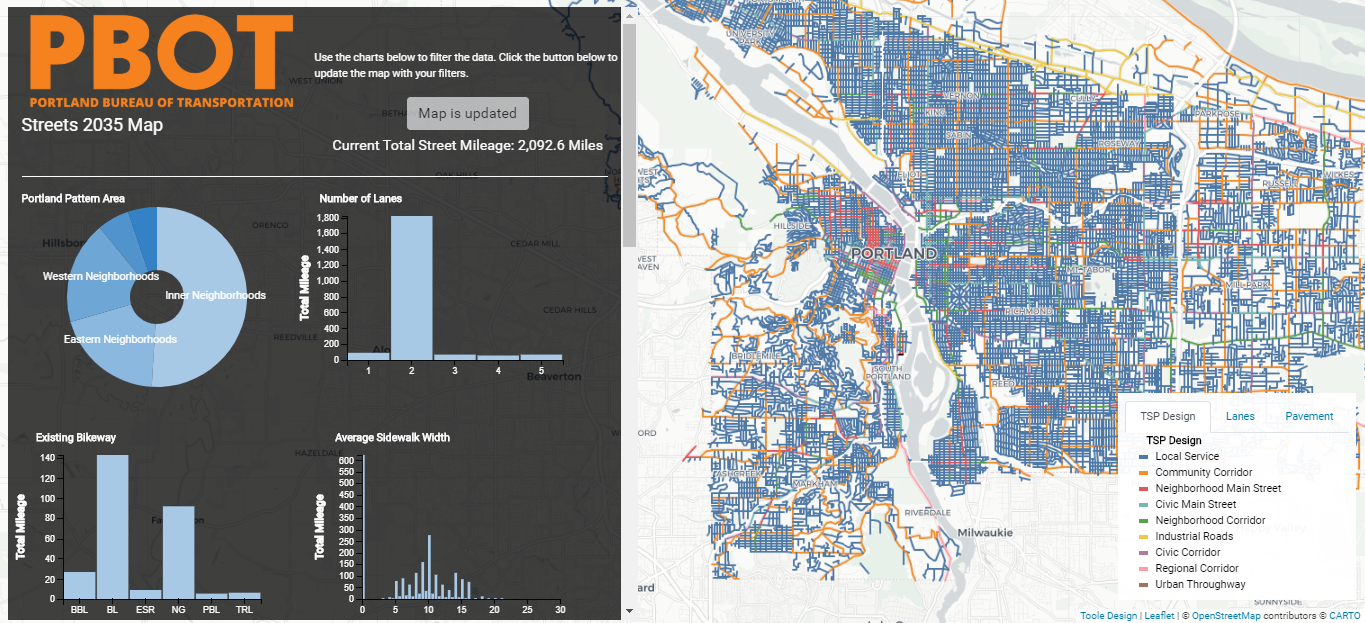 PBOT
PORTLAND BUREAU OF TRANSPORTATION
Streets 2035 Map
Use the charts below to filter the data. Click the button below to
update the map with your filters.
Map is updated
Current Total Street Mileage: 2,092.6 Miles
WEST UNION
OAK HILLS
Portland Pattern Area
Western Neighborhoods
Inner Neighborhoods
Eastern Neighborhoods
ORENCO
REEDVILLE
Number of Lanes
Total Mileage
1,800
1,600
1,400
1,200
1,000
800
600
400
200
0
1 2 3 4 5
CEDAR MILL
CEDAR HILLS
Beaverton
Existing Bikeway
Total Mileage
140
120
100
80
60
40
20
0
BBL BL ESR NG PBL TRL
HAZELDALE
Average Sidewalk Width
Total Mileage
600
550
500
450
400
350
300
250
200
150
100
50
0
0 5 10 15 20 25 30
UNIVERSITY
PARK
VERNON
KING
SABIN
CULLY
ROSEWAY
PARKROSE
ELIOT
RUSSELL
WILKES
HILLSIDE
PORTLAND
MT TABOR
MILL PARK
RICHMOND
BRIDLEMILE
SOUTH
PORTLAND
REED
ASHCREEK
MARKHAM
RIVERDALE
Milwaukie
SUNNYSIDE
TSP Design
Lanes
Pavement
TSP Design
Local Service
Community Corridor
Neighborhood Main Street
Civic Main Street
Neighborhood Corridor
Industrial Roads
Civic Corridor
Regional Corridor
Urban Throughway
Toole Design | Leaflet | © OpenStreetMap contributors © CARTO